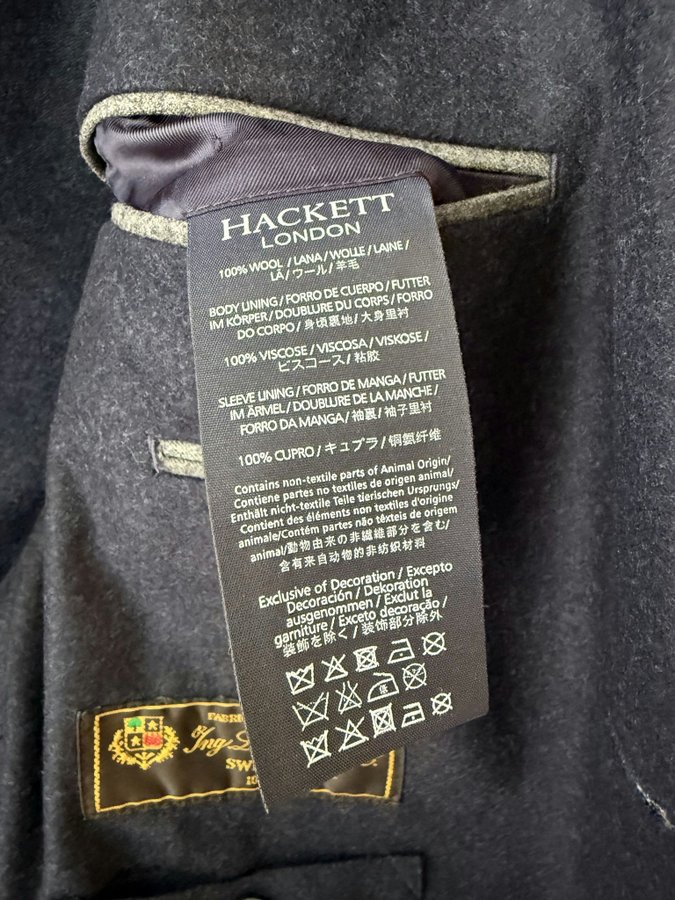 HACKETT
LONDON
100% WOOL / LANA / WOLLE / LAINE /
LÃ / ウール / 羊毛
BODY LINING / FORRO DE CUERPO / FUTTER
IM KÖRPER / DOUBLURE DU CORPS / FORRO
DO CORPO / 身頃裏地 / 大身里衬
100% VISCOSE / VISCOSA / VISKOSE /
ビスコース / 粘胶
SLEEVE LINING / FORRO DE MANGA / FUTTER
IM ÄRMEL / DOUBLURE DE LA MANCHE /
FORRO DA MANGA / 袖裏 / 袖子里衬
100% CUPRO / キュプラ / 铜氨纤维
Contains non-textile parts of Animal Origin/
Contiene partes no textiles de origen animal/
Enthält nicht-textile Teile tierischen Ursprungs/
Contient des éléments non textiles d'origine
animale/Contém partes não têxteis de origem
animal/動物由来の非繊維部分を含む/
含有来自动物的非纺织材料
Exclusive of Decoration / Excepto
Decoración / Dekoration
ausgenommen / Exclut la
garniture / Exceto decoração /
装飾を除く / 装饰部分除外
Ing